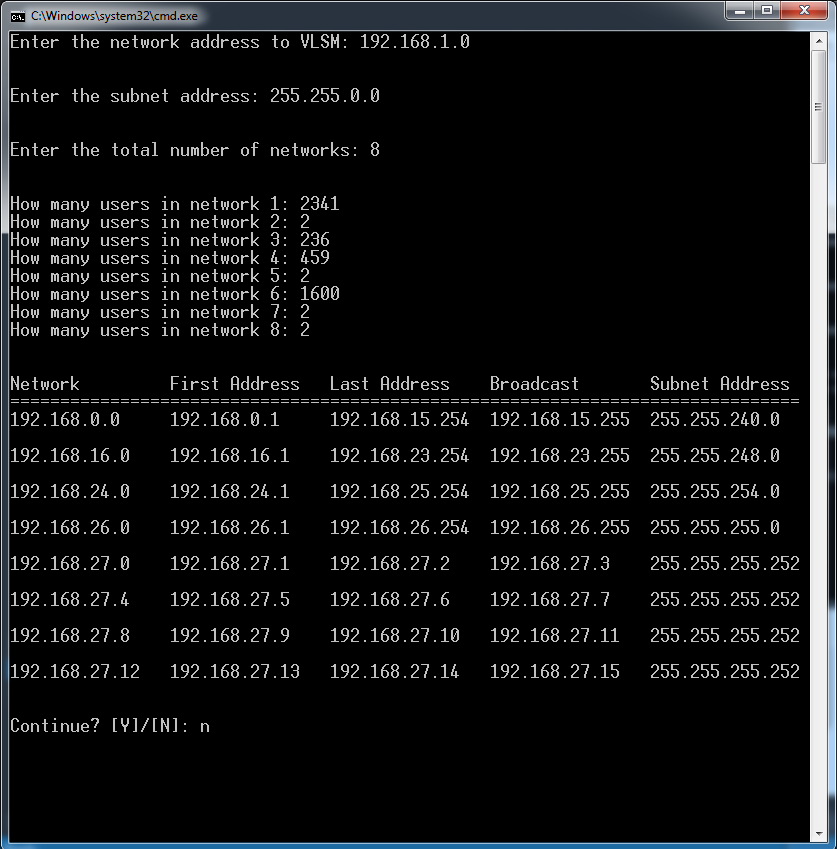 C:\Windows\system32\cmd.exe
Enter the network address to VLSM: 192.168.1.0
Enter the subnet address: 255.255.0.0
Enter the total number of networks: 8
How many users in network 1: 2341
How many users in network 2: 2
How many users in network 3: 236
How many users in network 4: 459
How many users in network 5: 2
How many users in network 6: 1600
How many users in network 7: 2
How many users in network 8: 2
Network First Address Last Address Broadcast Subnet Address
===============================================================================
192.168.0.0 192.168.0.1 192.168.15.254 192.168.15.255 255.255.240.0
192.168.16.0 192.168.16.1 192.168.23.254 192.168.23.255 255.255.248.0
192.168.24.0 192.168.24.1 192.168.25.254 192.168.25.255 255.255.254.0
192.168.26.0 192.168.26.1 192.168.26.254 192.168.26.255 255.255.255.0
192.168.27.0 192.168.27.1 192.168.27.2 192.168.27.3 255.255.255.252
192.168.27.4 192.168.27.5 192.168.27.6 192.168.27.7 255.255.255.252
192.168.27.8 192.168.27.9 192.168.27.10 192.168.27.11 255.255.255.252
192.168.27.12 192.168.27.13 192.168.27.14 192.168.27.15 255.255.255.252
Continue? [Y]/[N]: n